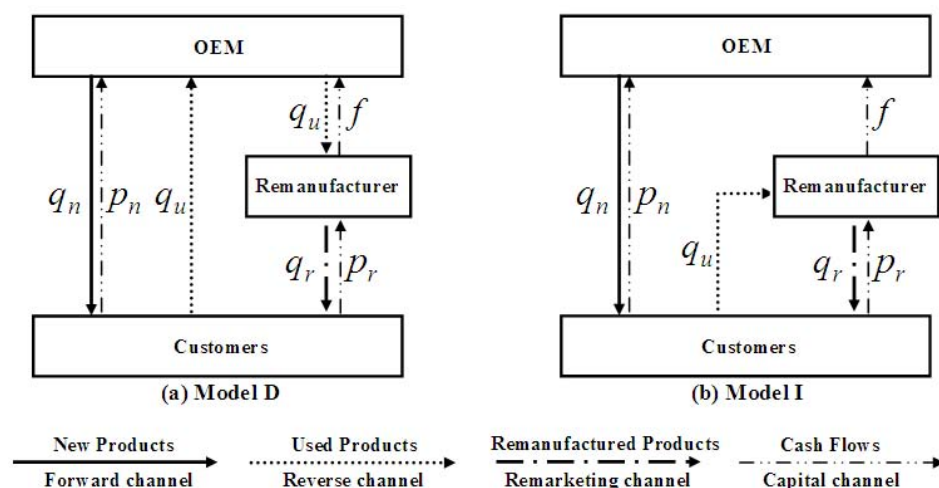 OEM
OEM
q_u
f
f
Remanufacturer
Remanufacturer
q_n
p_n
q_u
q_n
p_n
q_r
p_r
q_u
q_r
p_r
Customers
Customers
(a) Model D
(b) Model I
New Products
Used Products
Remanufactured Products
Cash Flows
Forward channel
Reverse channel
Remarketing channel
Capital channel